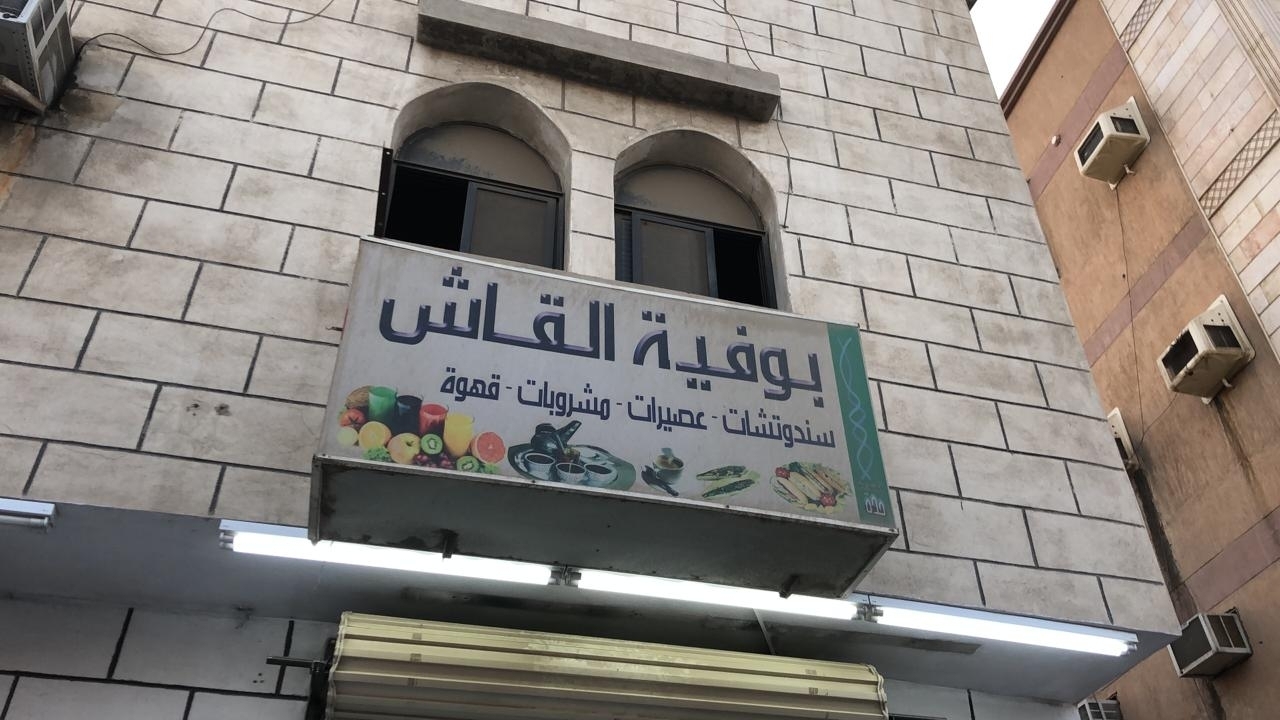 بوفية القاش
سندوتشات - عصيرات - مشروبات - قهوة